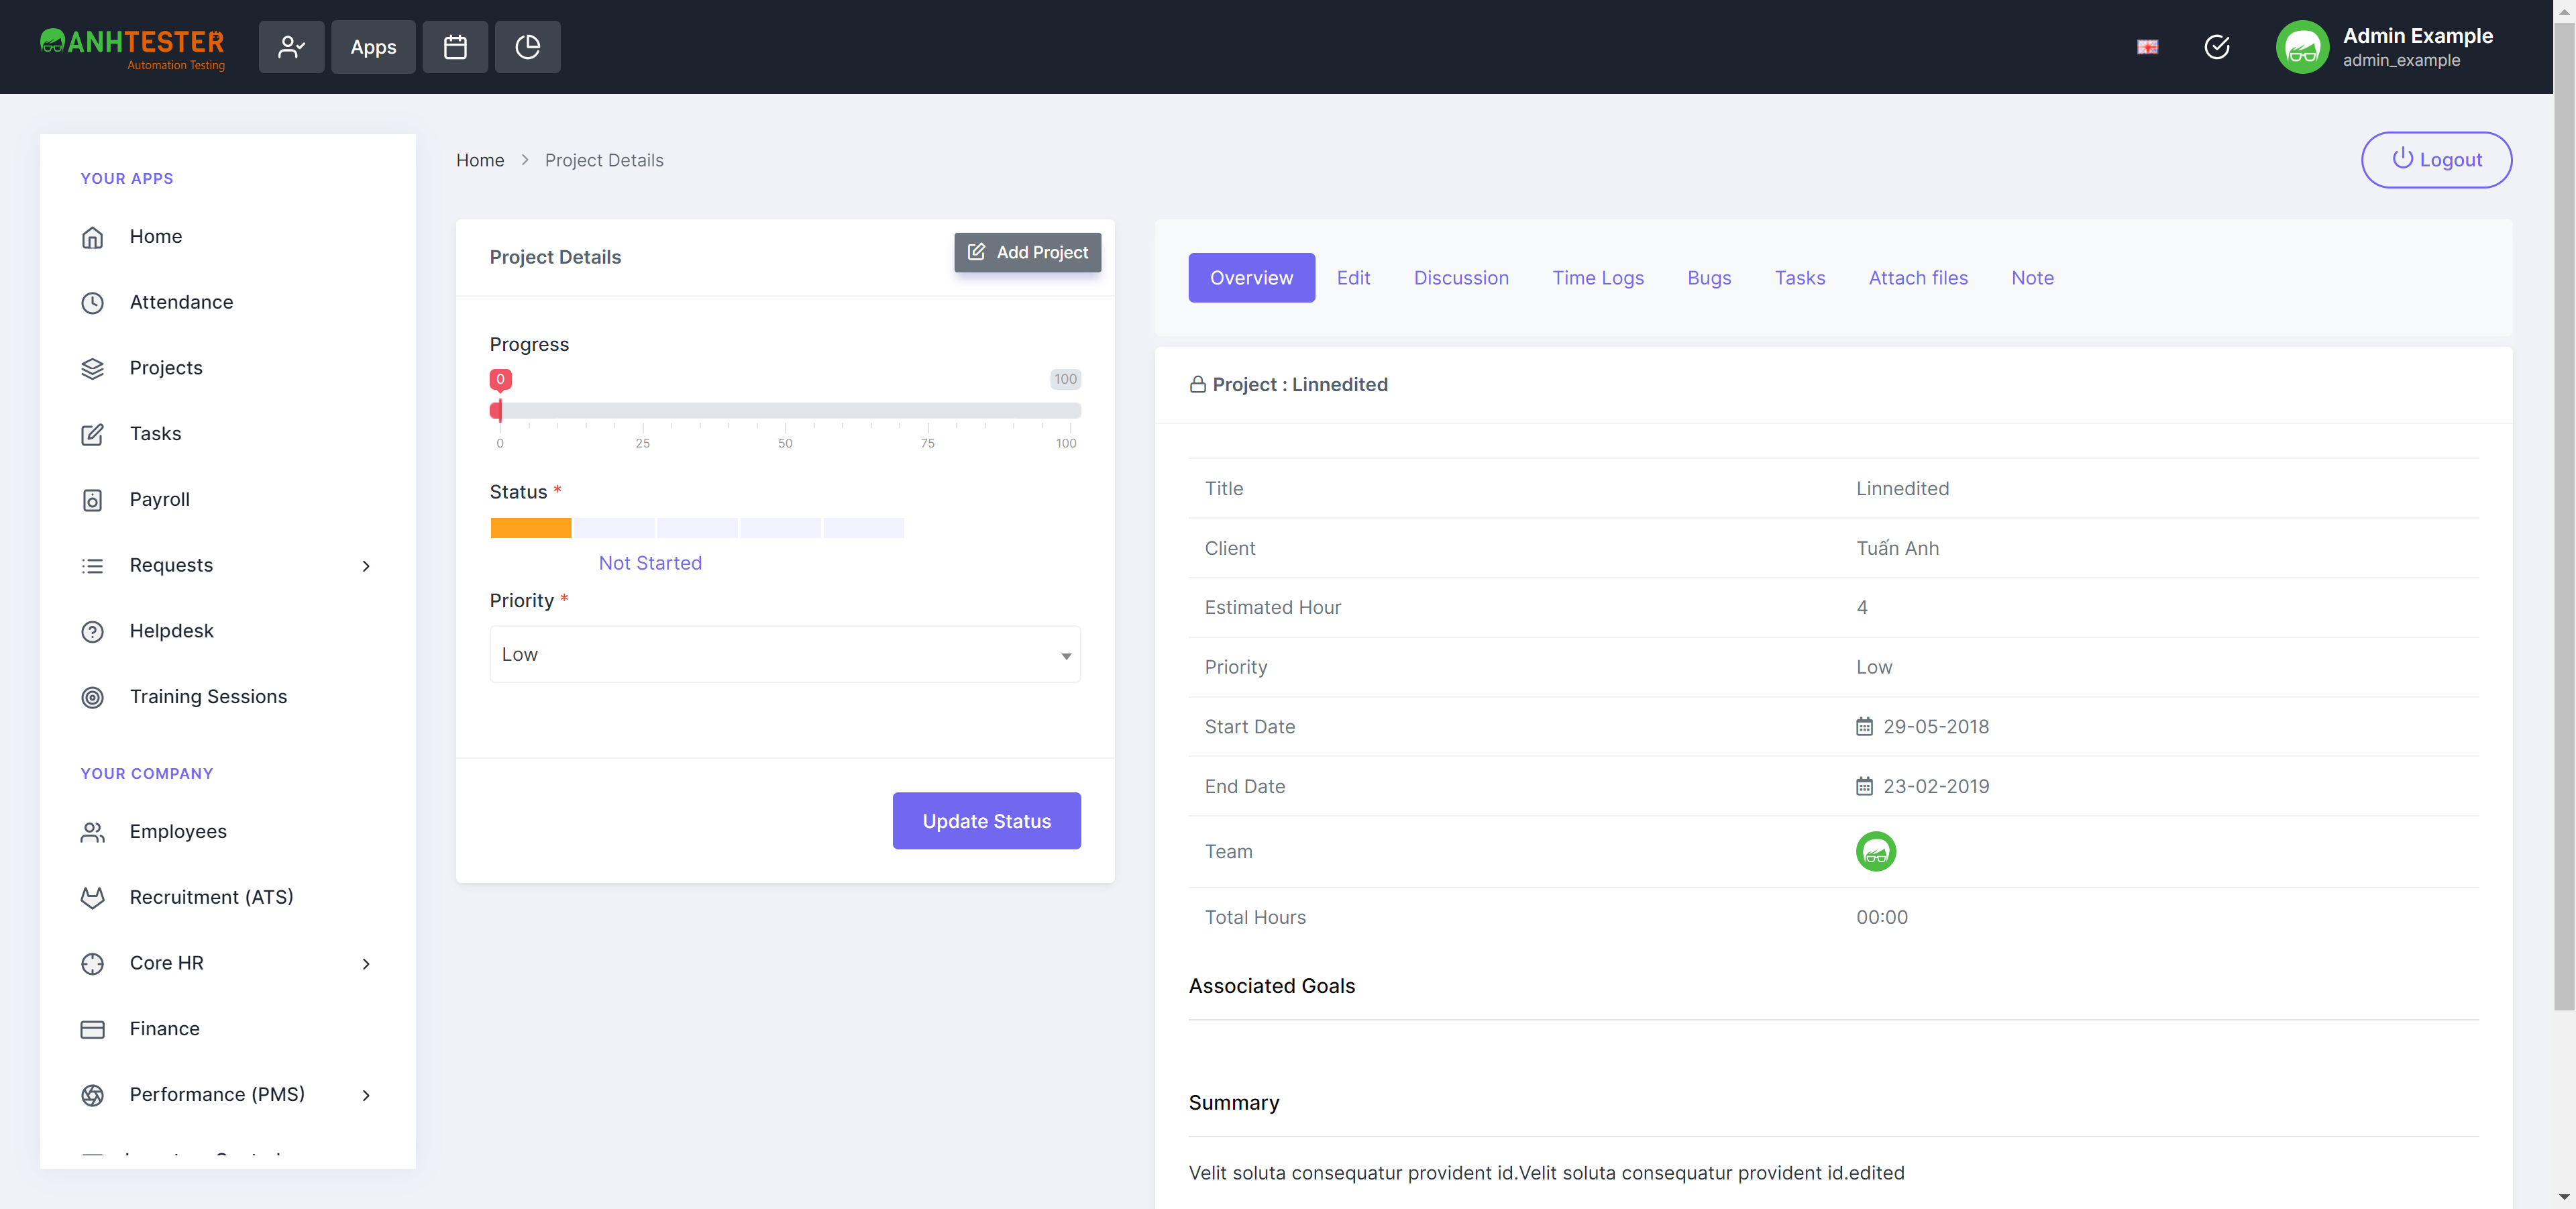 ANHTESTER
Automation Testing
Apps
Admin Example
admin_example
YOUR APPS
Home
Attendance
Projects
Tasks
Payroll
Requests
Helpdesk
Training Sessions
YOUR COMPANY
Employees
Recruitment (ATS)
Core HR
Finance
Performance (PMS)
Home > Project Details
Logout
Project Details
Add Project
Progress
0 100
0 25 50 75 100
Status *
Not Started
Priority *
Low
Update Status
Overview Edit Discussion Time Logs Bugs Tasks Attach files Note
Project : Linnedited
Title Linnedited
Client Tuấn Anh
Estimated Hour 4
Priority Low
Start Date 29-05-2018
End Date 23-02-2019
Team
Total Hours 00:00
Associated Goals
Summary
Velit soluta consequatur provident id.Velit soluta consequatur provident id.edited